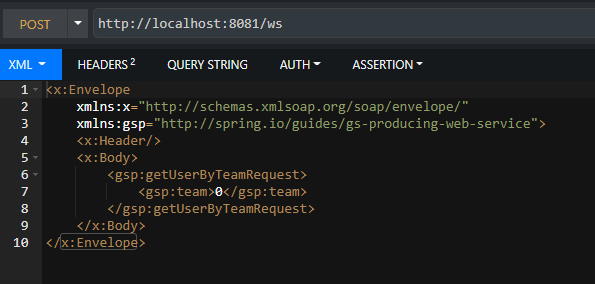 POST http://localhost:8081/ws
XML HEADERS 2 QUERY STRING AUTH ASSERTION
1 <x:Envelope
2 xmlns:x="http://schemas.xmlsoap.org/soap/envelope/"
3 xmlns:gsp="http://spring.io/guides/gs-producing-web-service">
4 <x:Header/>
5 <x:Body>
6 <gsp:getUserByTeamRequest>
7 <gsp:team>0</gsp:team>
8 </gsp:getUserByTeamRequest>
9 </x:Body>
10 </x:Envelope>